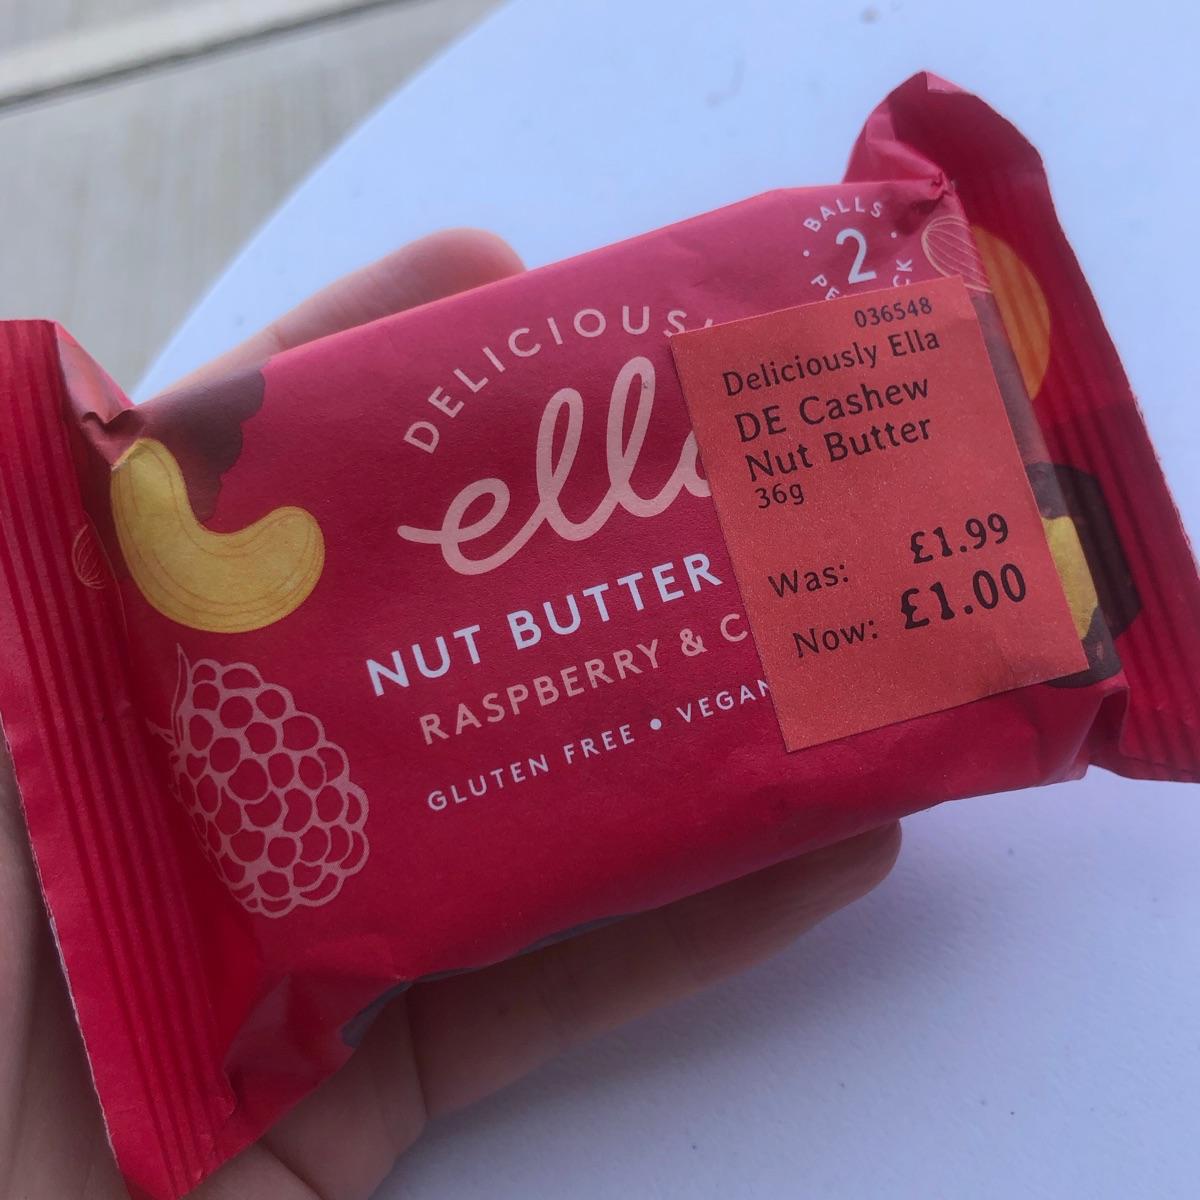 BALLS
2
DELICIOUS
ella
NUT BUTTER
RASPBERRY &
GLUTEN FREE • VEGAN
036548
Deliciously Ella
DE Cashew
Nut Butter
36g
Was: £1.99
Now: £1.00